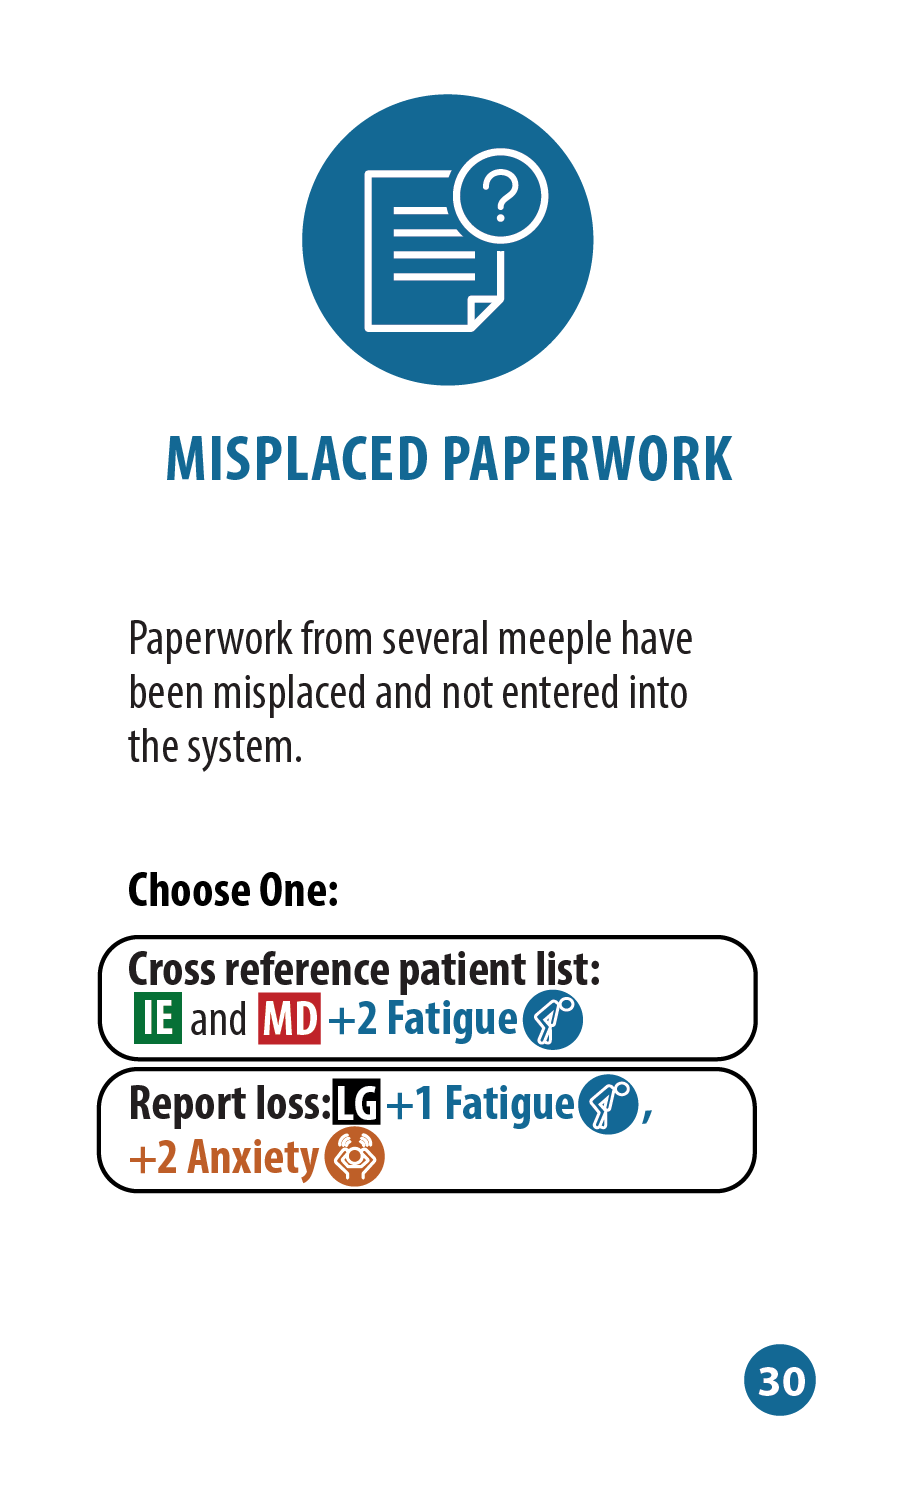 ?
MISPLACED PAPERWORK
Paperwork from several meeple have
been misplaced and not entered into
the system.
Choose One:
Cross reference patient list:
IE and MD +2 Fatigue
Report loss: LG +1 Fatigue,
+2 Anxiety
30